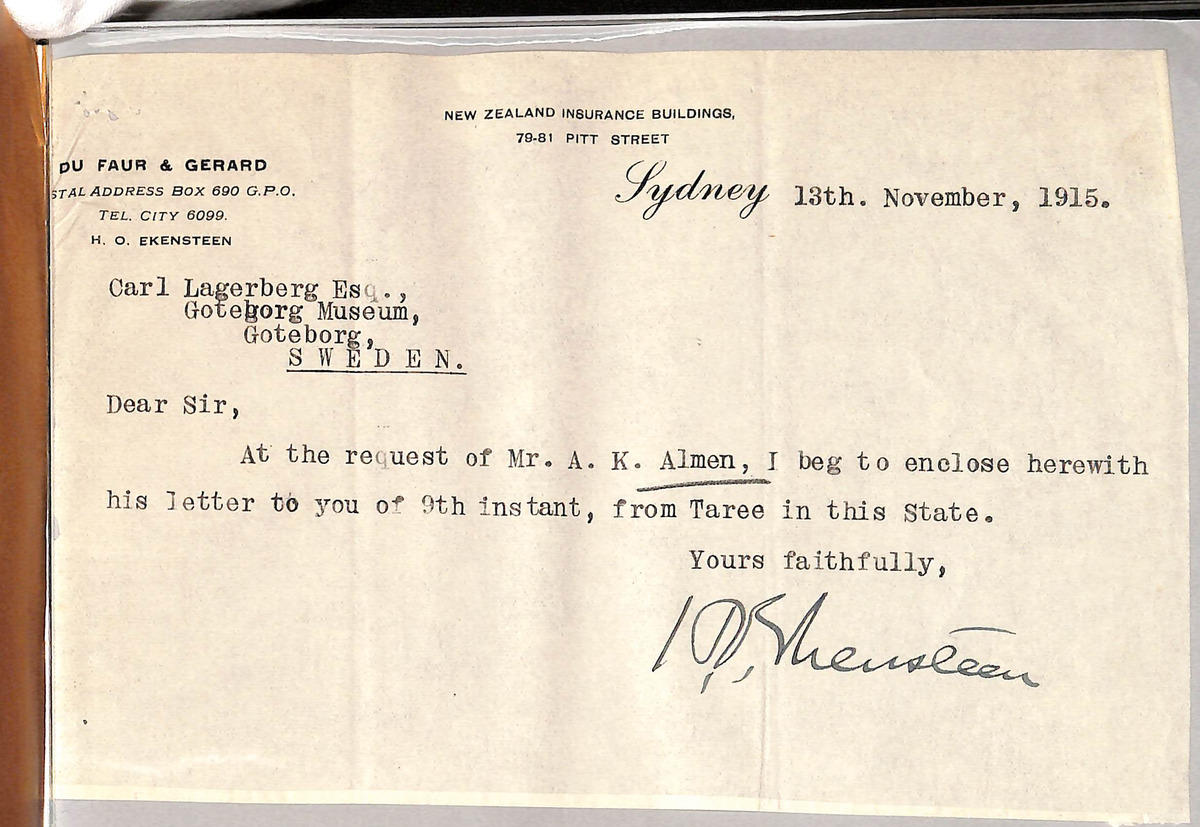 NEW ZEALAND INSURANCE BUILDINGS,
79-81 PITT STREET
DU FAUR & GERARD
STAL ADDRESS BOX 690 G.P.O.
TEL. CITY 6099.
H. O. EKENSTEEN
Sydney 13th. November, 1915.
Carl Lagerberg Esq.,
Goteborg Museum,
Goteborg,
S W E D E N.
Dear Sir,
At the request of Mr. A. K. Almen, I beg to enclose herewith
his letter to you of 9th instant, from Taree in this State.
Yours faithfully,
H O Ekensteen